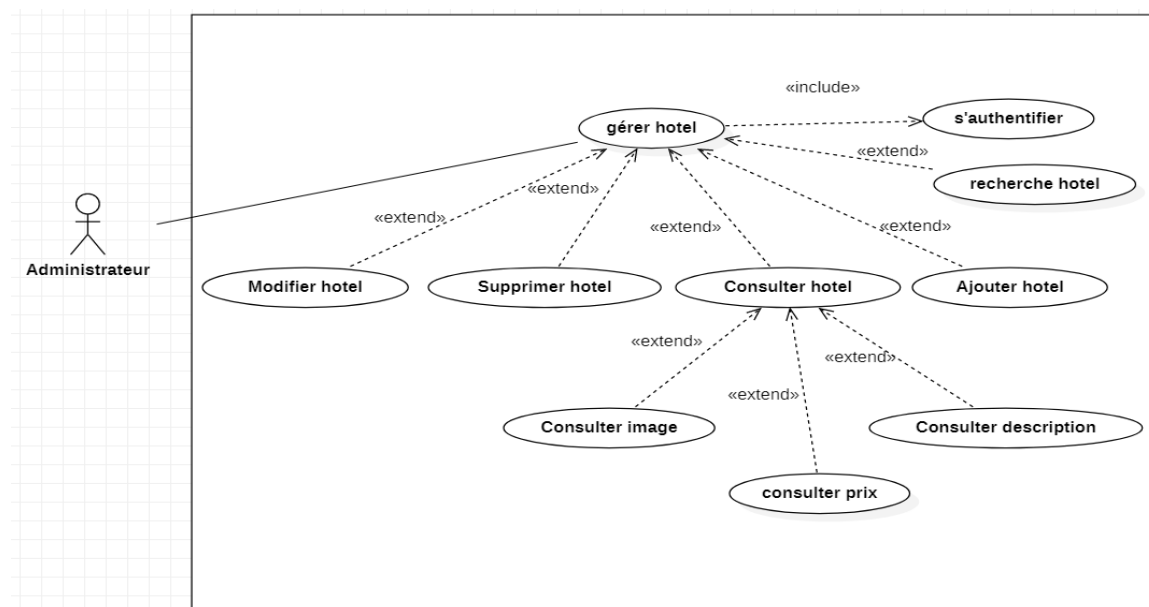 «include»
gérer hotel
s'authentifier
«extend»
recherche hotel
«extend»
«extend»
«extend»
«extend»
Administrateur
Modifier hotel
Supprimer hotel
Consulter hotel
Ajouter hotel
«extend»
«extend»
«extend»
Consulter image
Consulter description
consulter prix